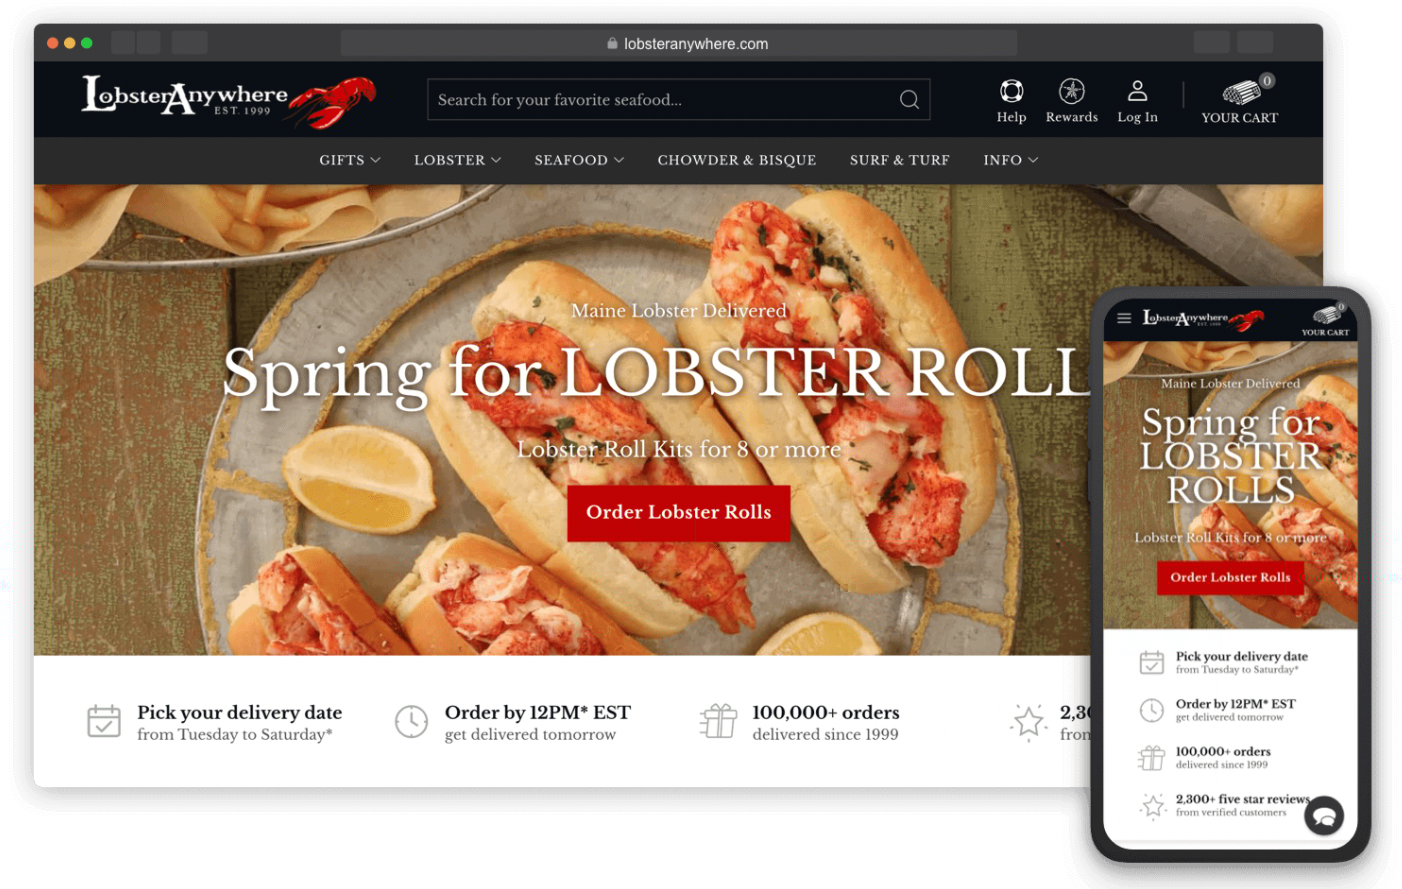 lobsteranywhere.com
LobsterAnywhere
EST. 1999
Search for your favorite seafood...
Help
Rewards
Log In
0
YOUR CART
GIFTS
LOBSTER
SEAFOOD
CHOWDER & BISQUE
SURF & TURF
INFO
Maine Lobster Delivered
Spring for LOBSTER ROLL
Lobster Roll Kits for 8 or more
Order Lobster Rolls
Pick your delivery date
from Tuesday to Saturday*
Order by 12PM* EST
get delivered tomorrow
100,000+ orders
delivered since 1999
2,30
fron
LobsterAnywhere
EST. 1999
0
YOUR CART
Maine Lobster Delivered
Spring for
LOBSTER
ROLLS
Lobster Roll Kits for 8 or more
Order Lobster Rolls
Pick your delivery date
from Tuesday to Saturday*
Order by 12PM* EST
get delivered tomorrow
100,000+ orders
delivered since 1999
2,300+ five star reviews
from verified customers